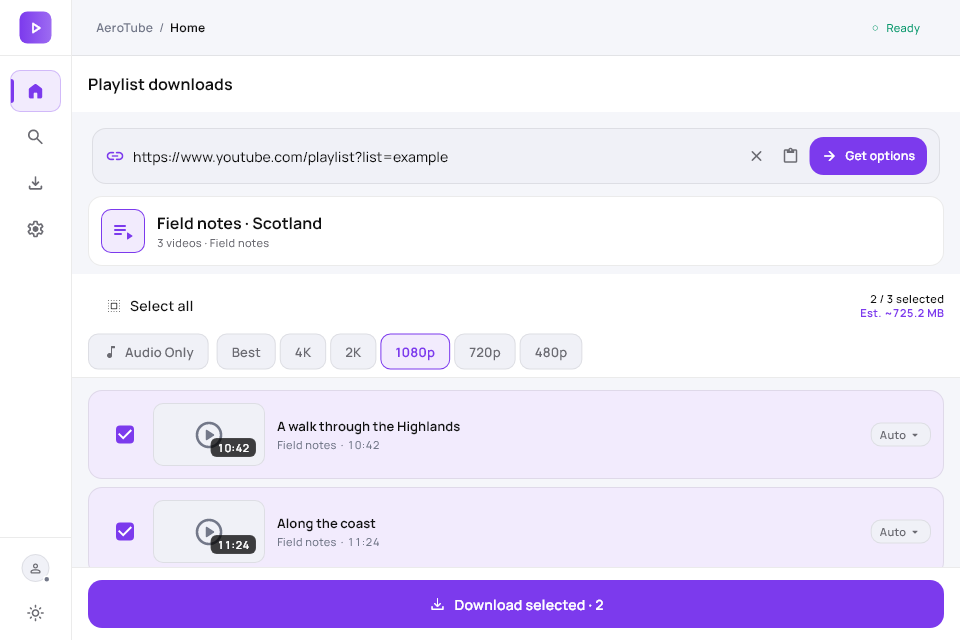 AeroTube / Home
Ready
Playlist downloads
https://www.youtube.com/playlist?list=example
Get options
Field notes · Scotland
3 videos · Field notes
Select all
2 / 3 selected
Est. ~725.2 MB
Audio Only
Best
4K
2K
1080p
720p
480p
10:42
A walk through the Highlands
Field notes · 10:42
Auto
11:24
Along the coast
Field notes · 11:24
Auto
Download selected · 2